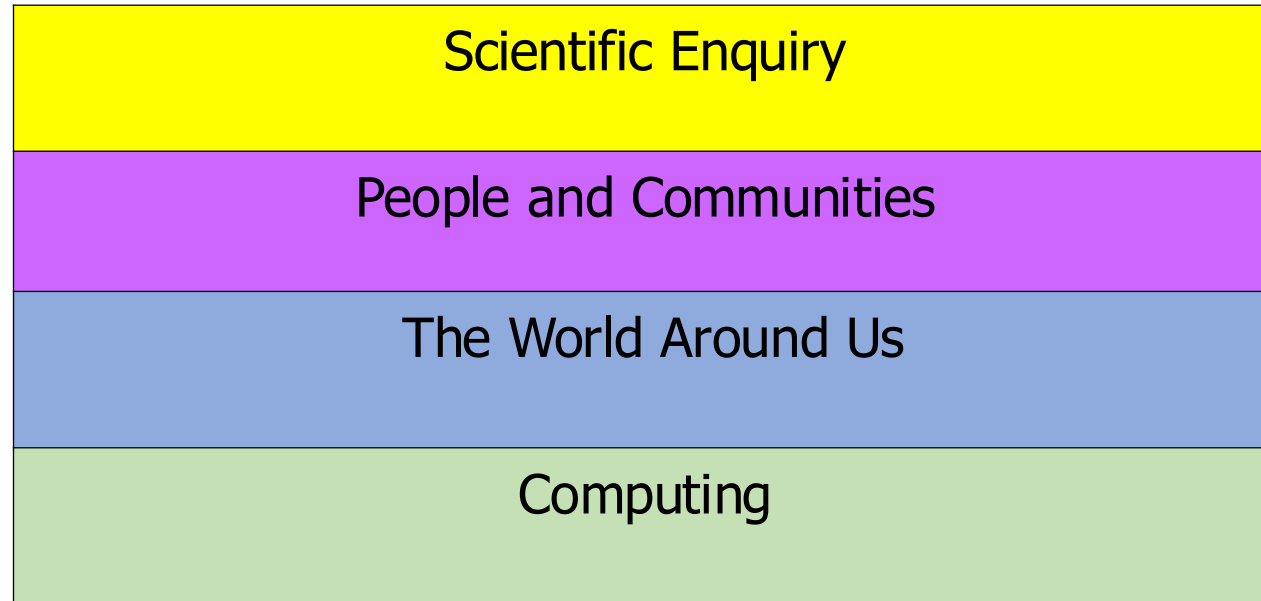 Scientific Enquiry
People and Communities
The World Around Us
Computing